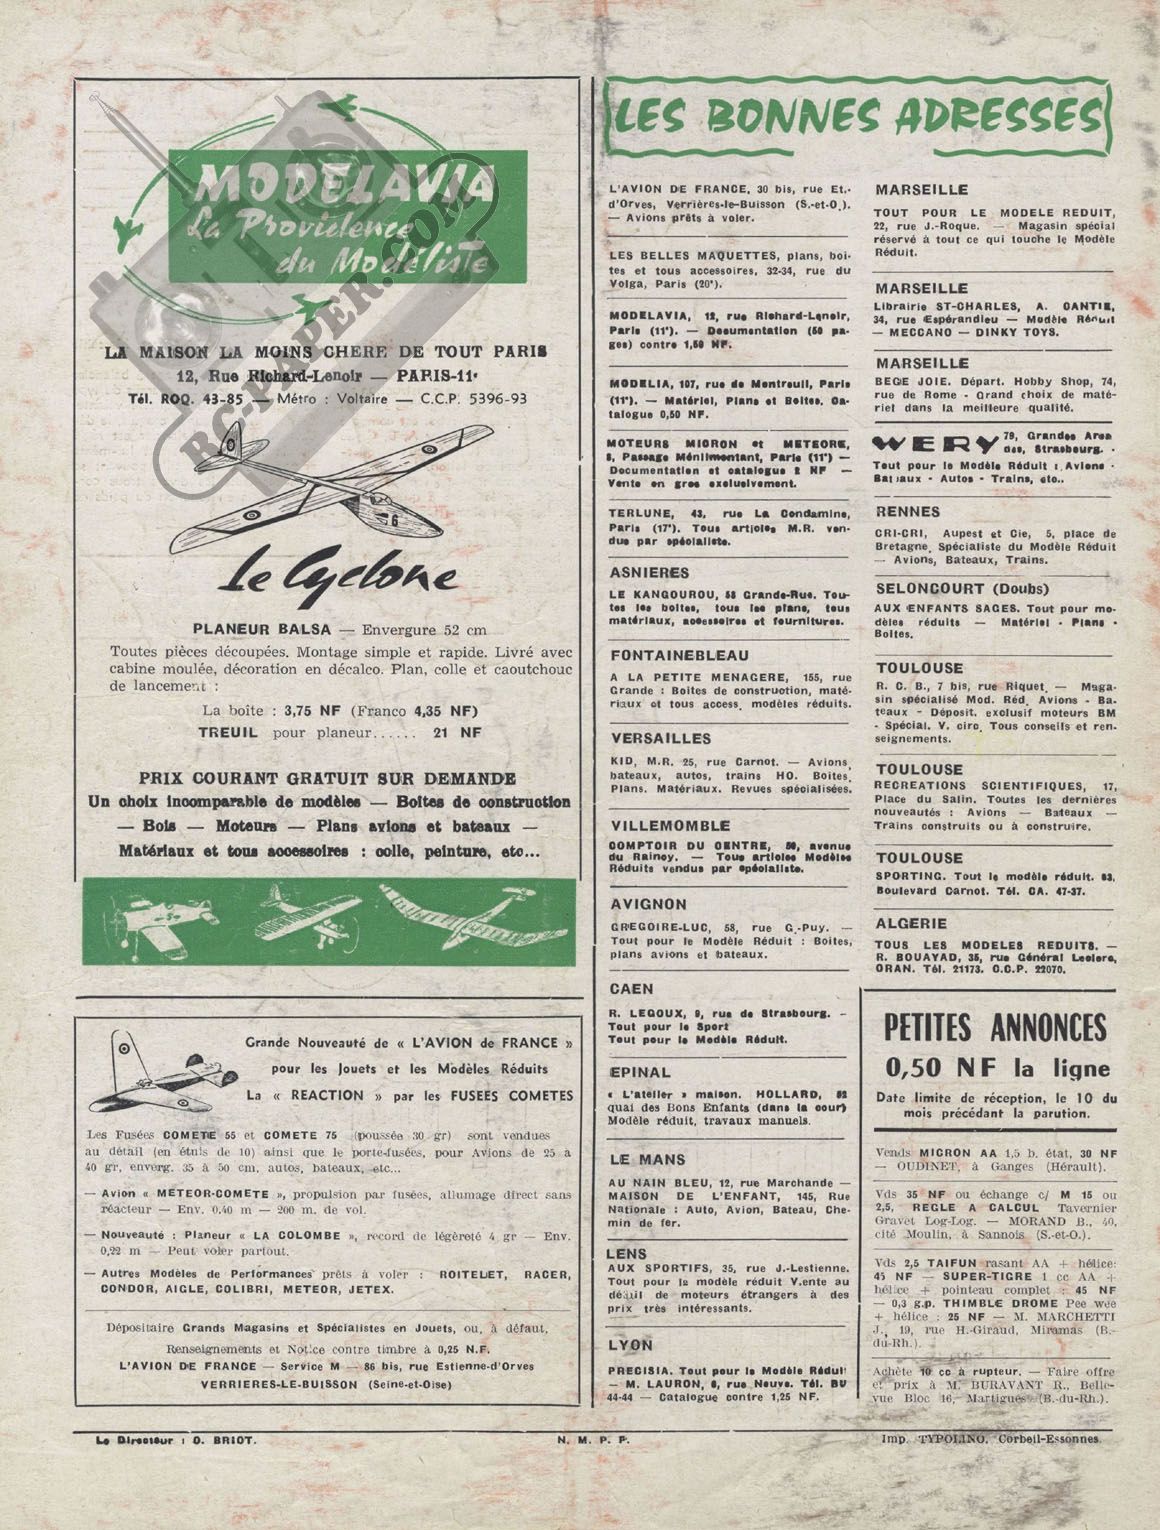 MODELAVIA
La Providence
du Modéliste
RC-PAPER.COM
LA MAISON LA MOINS CHERE DE TOUT PARIS
12, Rue Richard-Lenoir — PARIS-11e
Tél. ROQ. 43-85 — Métro : Voltaire — C.C.P. 5396-93
6
Le Cyclone
PLANEUR BALSA — Envergure 52 cm
Toutes pièces découpées. Montage simple et rapide. Livré avec
cabine moulée, décoration en décalco. Plan, colle et caoutchouc
de lancement :
La boîte : 3,75 NF (Franco 4,35 NF)
TREUIL pour planeur...... 21 NF
PRIX COURANT GRATUIT SUR DEMANDE
Un choix incomparable de modèles — Boîtes de construction
— Bois — Moteurs — Plans avions et bateaux —
Matériaux et tous accessoires : colle, peinture, etc...
Grande Nouveauté de « L'AVION de FRANCE »
pour les Jouets et les Modèles Réduits
La « REACTION » par les FUSEES COMETES
Les Fusées COMETE 55 et COMETE 75 (poussée 30 gr) sont vendues
au détail (en étuis de 10) ainsi que le porte-fusées, pour Avions de 25 a
40 gr, enverg. 35 à 50 cm, autos, bateaux, etc...
— Avion « METEOR-COMETE », propulsion par fusées, allumage direct sans
réacteur — Env. 0,40 m — 200 m. de vol.
— Nouveauté : Planeur « LA COLOMBE », record de légèreté 4 gr — Env.
0,22 m — Peut voler partout.
— Autres Modèles de Performances prêts à voler : ROITELET, RACER,
CONDOR, AIGLE, COLIBRI, METEOR, JETEX.
Dépositaire Grands Magasins et Spécialistes en Jouets, ou, à défaut,
Renseignements et Notice contre timbre à 0,25 N.F.
L'AVION DE FRANCE — Service M — 86 bis, rue Estienne-d'Orves
VERRIERES-LE-BUISSON (Seine-et-Oise)
LES BONNES ADRESSES
L'AVION DE FRANCE, 30 bis, rue Et.-
d'Orves, Verrières-le-Buisson (S.-et-O.).
— Avions prêts à voler.
LES BELLES MAQUETTES, plans, boi-
tes et tous accessoires, 32-34, rue du
Volga, Paris (20e).
MODELAVIA, 12, rue Richard-Lenoir,
Paris (11e). — Documentation (50 pa-
ges) contre 1,50 NF.
MODELIA, 107, rue de Montreuil, Paris
(11e). — Matériel, Plans et Boîtes. Ca-
talogue 0,50 NF.
MOTEURS MICRON et METEORE,
8, Passage Ménilmontant, Paris (11e) —
Documentation et catalogue 2 NF —
Vente en gros exclusivement.
TERLUNE, 43, rue La Condamine,
Paris (17e). Tous articles M.R. ven-
dus par spécialiste.
ASNIERES
LE KANGOUROU, 58 Grande-Rue. Tou-
tes les boîtes, tous les plans, tous
matériaux, accessoires et fournitures.
FONTAINEBLEAU
A LA PETITE MENAGERE, 155, rue
Grande : Boîtes de construction, maté-
riaux et tous access. modèles réduits.
VERSAILLES
KID, M.R. 25, rue Carnot. — Avions,
bateaux, autos, trains HO. Boites.
Plans. Matériaux. Revues spécialisées.
VILLEMOMBLE
COMPTOIR DU CENTRE, 50, avenue
du Raincy. — Tous articles Modèles
Réduits vendus par spécialiste.
AVIGNON
GREGOIRE-LUC, 58, rue G.-Puy. —
Tout pour le Modèle Réduit : Boites,
plans avions et bateaux.
CAEN
R. LEGOUX, 9, rue de Strasbourg. —
Tout pour le Sport
Tout pour le Modèle Réduit.
EPINAL
« L'atelier » maison. HOLLARD, 52
quai des Bons Enfants (dans la cour)
Modèle réduit, travaux manuels.
LE MANS
AU NAIN BLEU, 12, rue Marchande —
MAISON DE L'ENFANT, 145, Rue
Nationale : Auto, Avion, Bateau, Che-
min de fer.
LENS
AUX SPORTIFS, 35, rue J.-Lestienne.
Tout pour le modèle réduit Vente au
détail de moteurs étrangers à des
prix très intéressants.
LYON
PRECISIA. Tout pour le Modèle Réduit
— M. LAURON, 6, rue Neuve. Tél. BU
44-44 — Catalogue contre 1,25 NF.
MARSEILLE
TOUT POUR LE MODELE REDUIT,
22, rue J.-Roque. — Magasin spécial
réservé à tout ce qui touche le Modèle
Réduit.
MARSEILLE
Librairie ST-CHARLES, A. CANTIE,
34, rue Espérandieu — Modèle Réduit
— MECCANO — DINKY TOYS.
MARSEILLE
BEGE JOIE. Départ. Hobby Shop, 74,
rue de Rome - Grand choix de maté-
riel dans la meilleure qualité.
WERY 79, Grandes Arca
des, Strasbourg. -
Tout pour le Modèle Réduit : Avions -
Bateaux - Autos - Trains, etc..
RENNES
CRI-CRI, Aupest et Cie, 5, place de
Bretagne. Spécialiste du Modèle Réduit
— Avions, Bateaux, Trains.
SELONCOURT (Doubs)
AUX ENFANTS SAGES. Tout pour mo-
dèles réduits — Matériel - Plans -
Boites.
TOULOUSE
R. C. B., 7 bis, rue Riquet. — Maga-
sin spécialisé Mod. Réd. Avions - Ba-
teaux - Déposit. exclusif moteurs BM
- Spécial. V. circ. Tous conseils et ren-
seignements.
TOULOUSE
RECREATIONS SCIENTIFIQUES, 17,
Place du Salin. Toutes les dernières
nouveautés : Avions — Bateaux —
Trains construits ou à construire.
TOULOUSE
SPORTING. Tout le modèle réduit. 63,
Boulevard Carnot. Tél. CA. 47-37.
ALGERIE
TOUS LES MODELES REDUITS. —
R. BOUAYAD, 35, rue Général Leclerc,
ORAN. Tél. 21173. C.C.P. 22070.
PETITES ANNONCES
0,50 NF la ligne
Date limite de réception, le 10 du
mois précédant la parution.
Vends MICRON AA 1,5 b. état, 30 NF
— OUDINET, à Ganges (Hérault).
Vds 35 NF ou échange c/ M 15 ou
2,5, REGLE A CALCUL Tavernier
Gravet Log-Log. — MORAND B., 40,
cité Moulin, à Sannois (S.-et-O.).
Vds 2,5 TAIFUN rasant AA + hélice:
45 NF — SUPER-TIGRE 1 cc AA +
hélice + pointeau complet : 45 NF
— 0,3 g.p. THIMBLE DROME Pee wee
+ hélice : 25 NF — M. MARCHETTI
J., 19, rue H.-Giraud, Miramas (B.-
du-Rh.).
Achète 10 cc à rupteur. — Faire offre
et prix à M. BURAVANT R., Belle-
vue Bloc 16, Martigues (B.-du-Rh.).
Le Directeur : O. BRIOT.
N. M. P. P.
Imp. TYPOLINO, Corbeil-Essonnes.